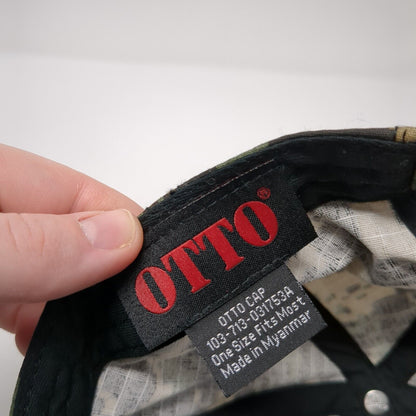 OTTO®
OTTO CAP
103-713-031753A
One Size Fits Most
Made in Myanmar